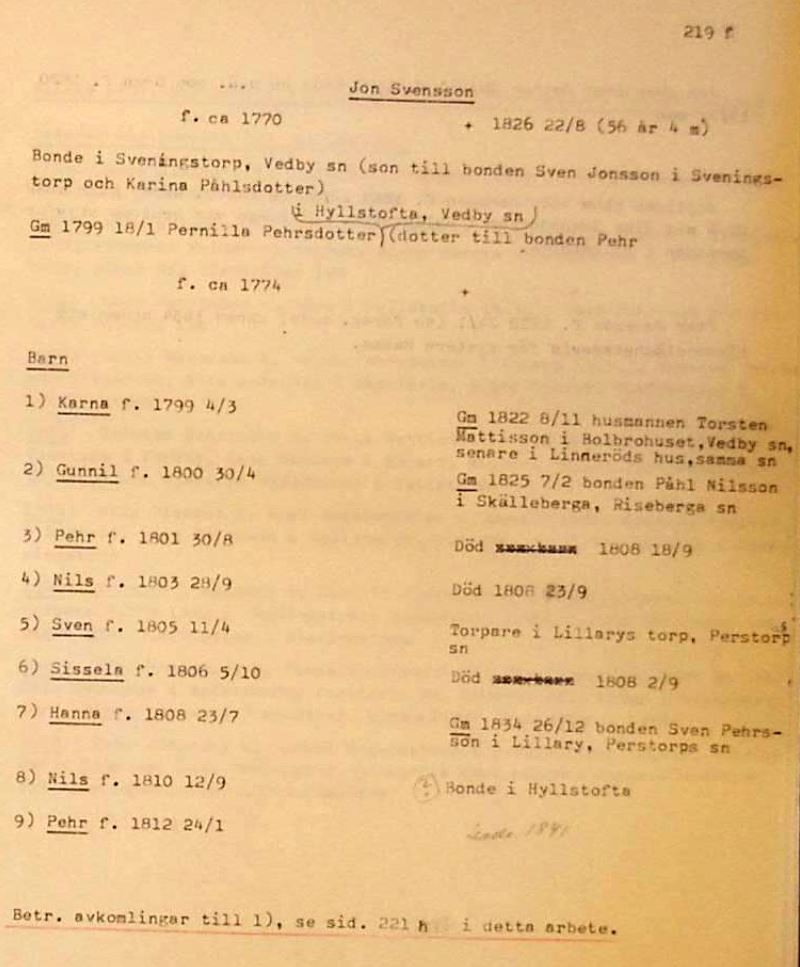 219 f
Jon Svensson
f. ca 1770 + 1826 22/8 (56 år 4 m)
Bonde i Sveningstorp, Vedby sn (son till bonden Sven Jonsson i Svenings-
torp och Karina Påhlsdotter)
(i Hyllstofta, Vedby sn)
Gm 1799 18/1 Pernilla Pehrsdotter (dotter till bonden Pehr
f. ca 1774 +
Barn
1) Karna f. 1799 4/3
Gm 1822 8/11 husmannen Torsten
Mattisson i Bolbrohuset, Vedby sn,
senare i Linneröds hus, samma sn
2) Gunnil f. 1800 30/4
Gm 1825 7/2 bonden Påhl Nilsson
i Skälleberga, Riseberga sn
3) Pehr f. 1801 30/8 Död 1808 18/9
4) Nils f. 1803 28/9 Död 1808 23/9
5) Sven f. 1805 11/4 Torpare i Lillarys torp, Perstorps
sn
6) Sissela f. 1806 5/10 Död 1808 2/9
7) Hanna f. 1808 23/7
Gm 1834 26/12 bonden Sven Pehrs-
son i Lillary, Perstorps sn
8) Nils f. 1810 12/9 Bonde i Hyllstofta
9) Pehr f. 1812 24/1 1841
Betr. avkomlingar till 1), se sid. 221 h i detta arbete.